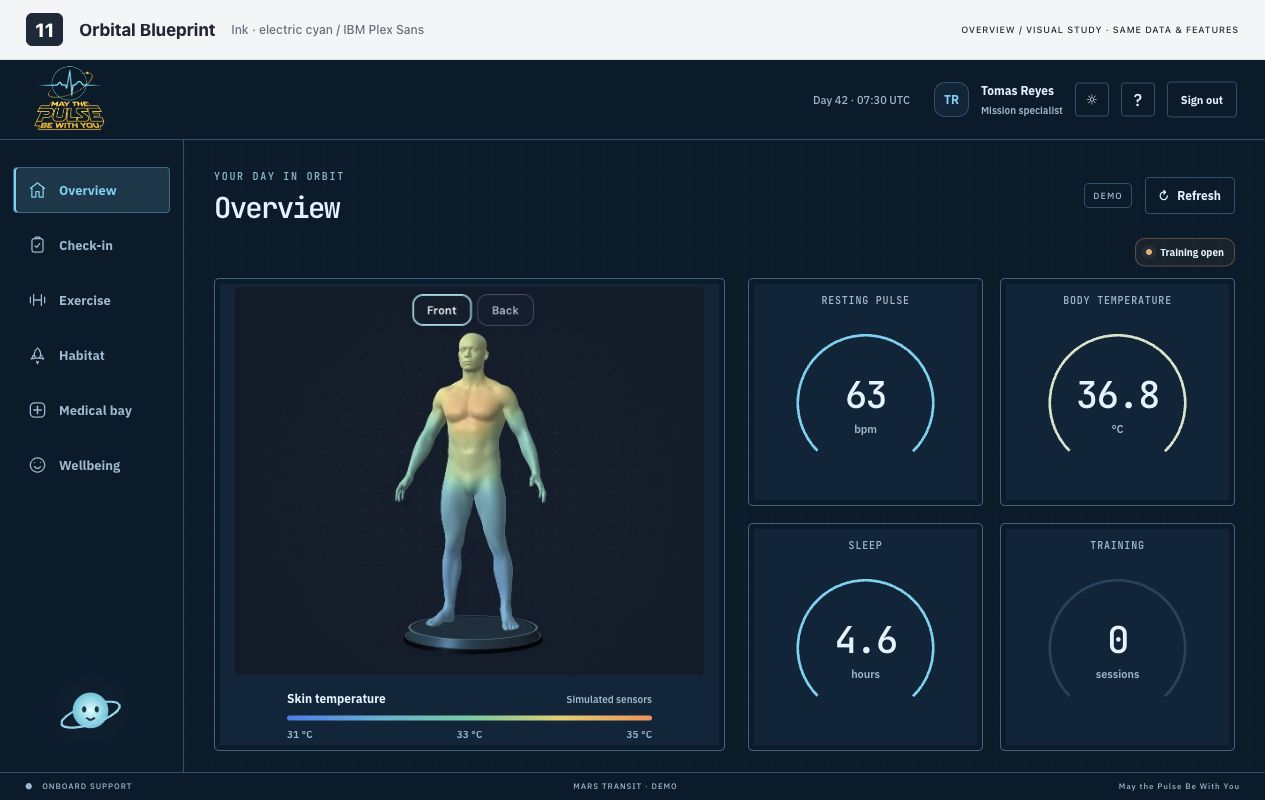 11 Orbital Blueprint Ink · electric cyan / IBM Plex Sans OVERVIEW / VISUAL STUDY · SAME DATA & FEATURES
MAY THE
PULSE
BE WITH YOU
Day 42 · 07:30 UTC
TR
Tomas Reyes
Mission specialist
?
Sign out
Overview
Check-in
Exercise
Habitat
Medical bay
Wellbeing
YOUR DAY IN ORBIT
Overview
DEMO
Refresh
Training open
Front
Back
Skin temperature
Simulated sensors
31 °C
33 °C
35 °C
RESTING PULSE
63
bpm
BODY TEMPERATURE
36.8
°C
SLEEP
4.6
hours
TRAINING
0
sessions
ONBOARD SUPPORT
MARS TRANSIT · DEMO
May the Pulse Be With You